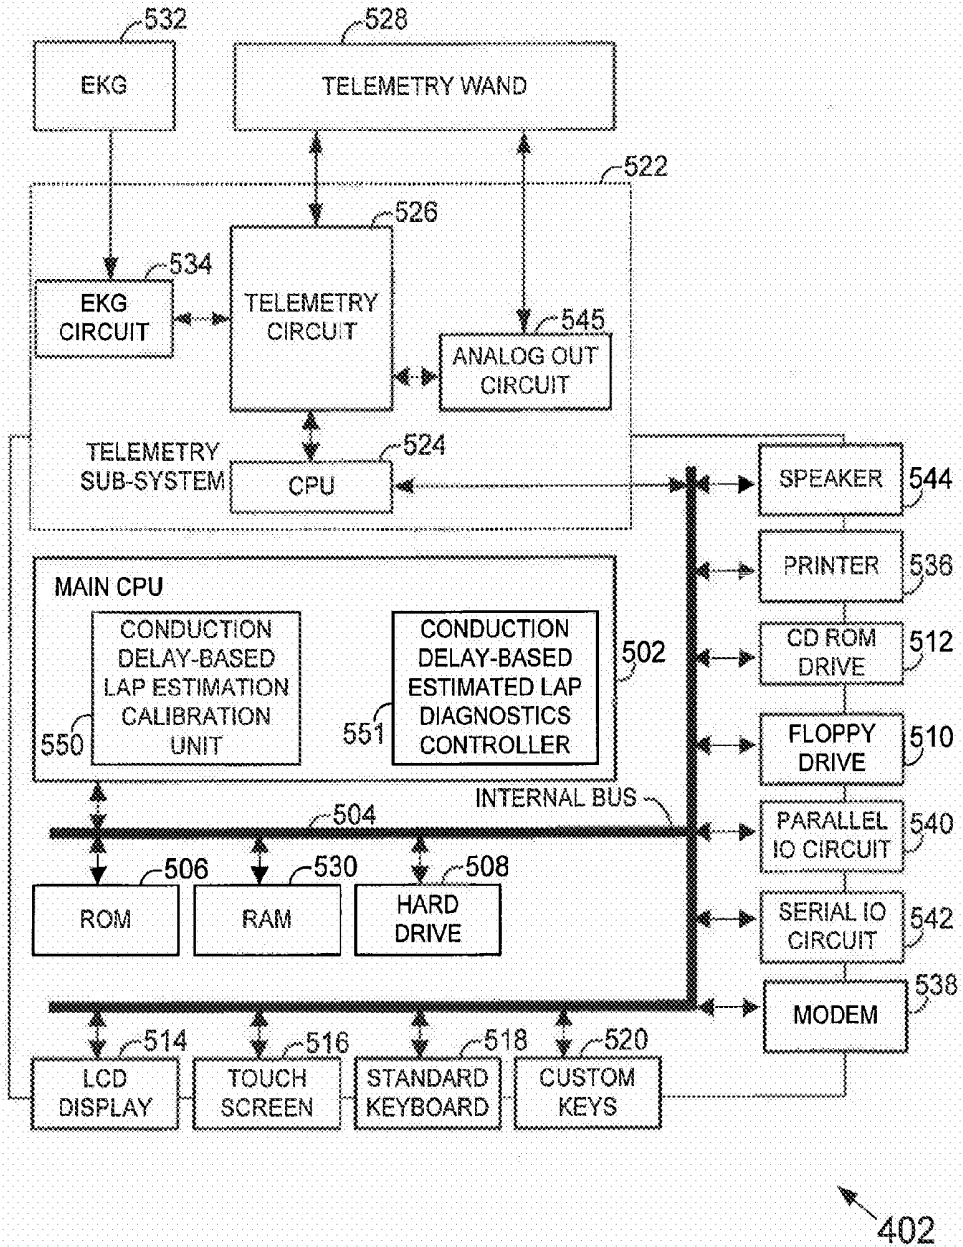 532
EKG
528
TELEMETRY WAND
522
526
TELEMETRY
CIRCUIT
534
EKG
CIRCUIT
545
ANALOG OUT
CIRCUIT
TELEMETRY
SUB-SYSTEM
524
CPU
SPEAKER
544
PRINTER
536
CD ROM
DRIVE
512
FLOPPY
DRIVE
510
PARALLEL
IO CIRCUIT
540
SERIAL IO
CIRCUIT
542
MODEM
538
MAIN CPU
502
CONDUCTION
DELAY-BASED
LAP ESTIMATION
CALIBRATION
UNIT
550
CONDUCTION
DELAY-BASED
ESTIMATED LAP
DIAGNOSTICS
CONTROLLER
551
INTERNAL BUS
504
506
ROM
530
RAM
508
HARD
DRIVE
514
LCD
DISPLAY
516
TOUCH
SCREEN
518
STANDARD
KEYBOARD
520
CUSTOM
KEYS
402